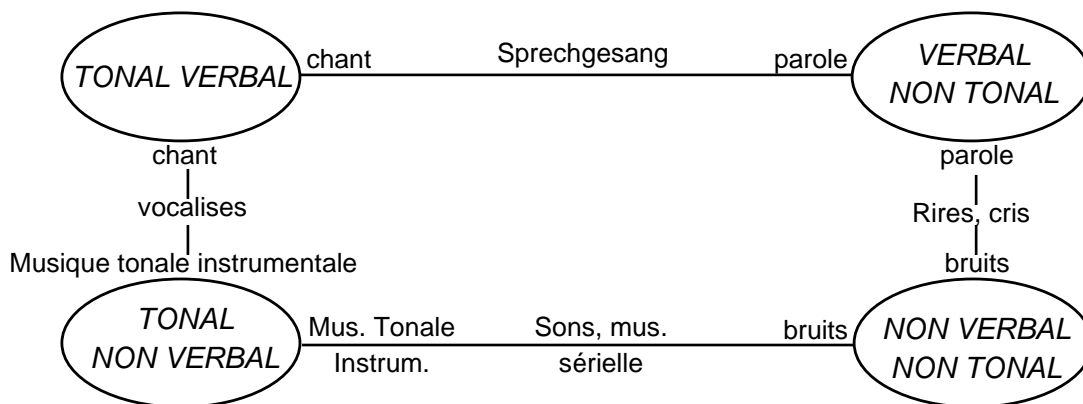 chant Sprechgesang parole
TONAL VERBAL
VERBAL
NON TONAL
chant
vocalises
Musique tonale instrumentale
parole
Rires, cris
bruits
TONAL
NON VERBAL
Mus. Tonale
Instrum.
Sons, mus.
sérielle
bruits
NON VERBAL
NON TONAL